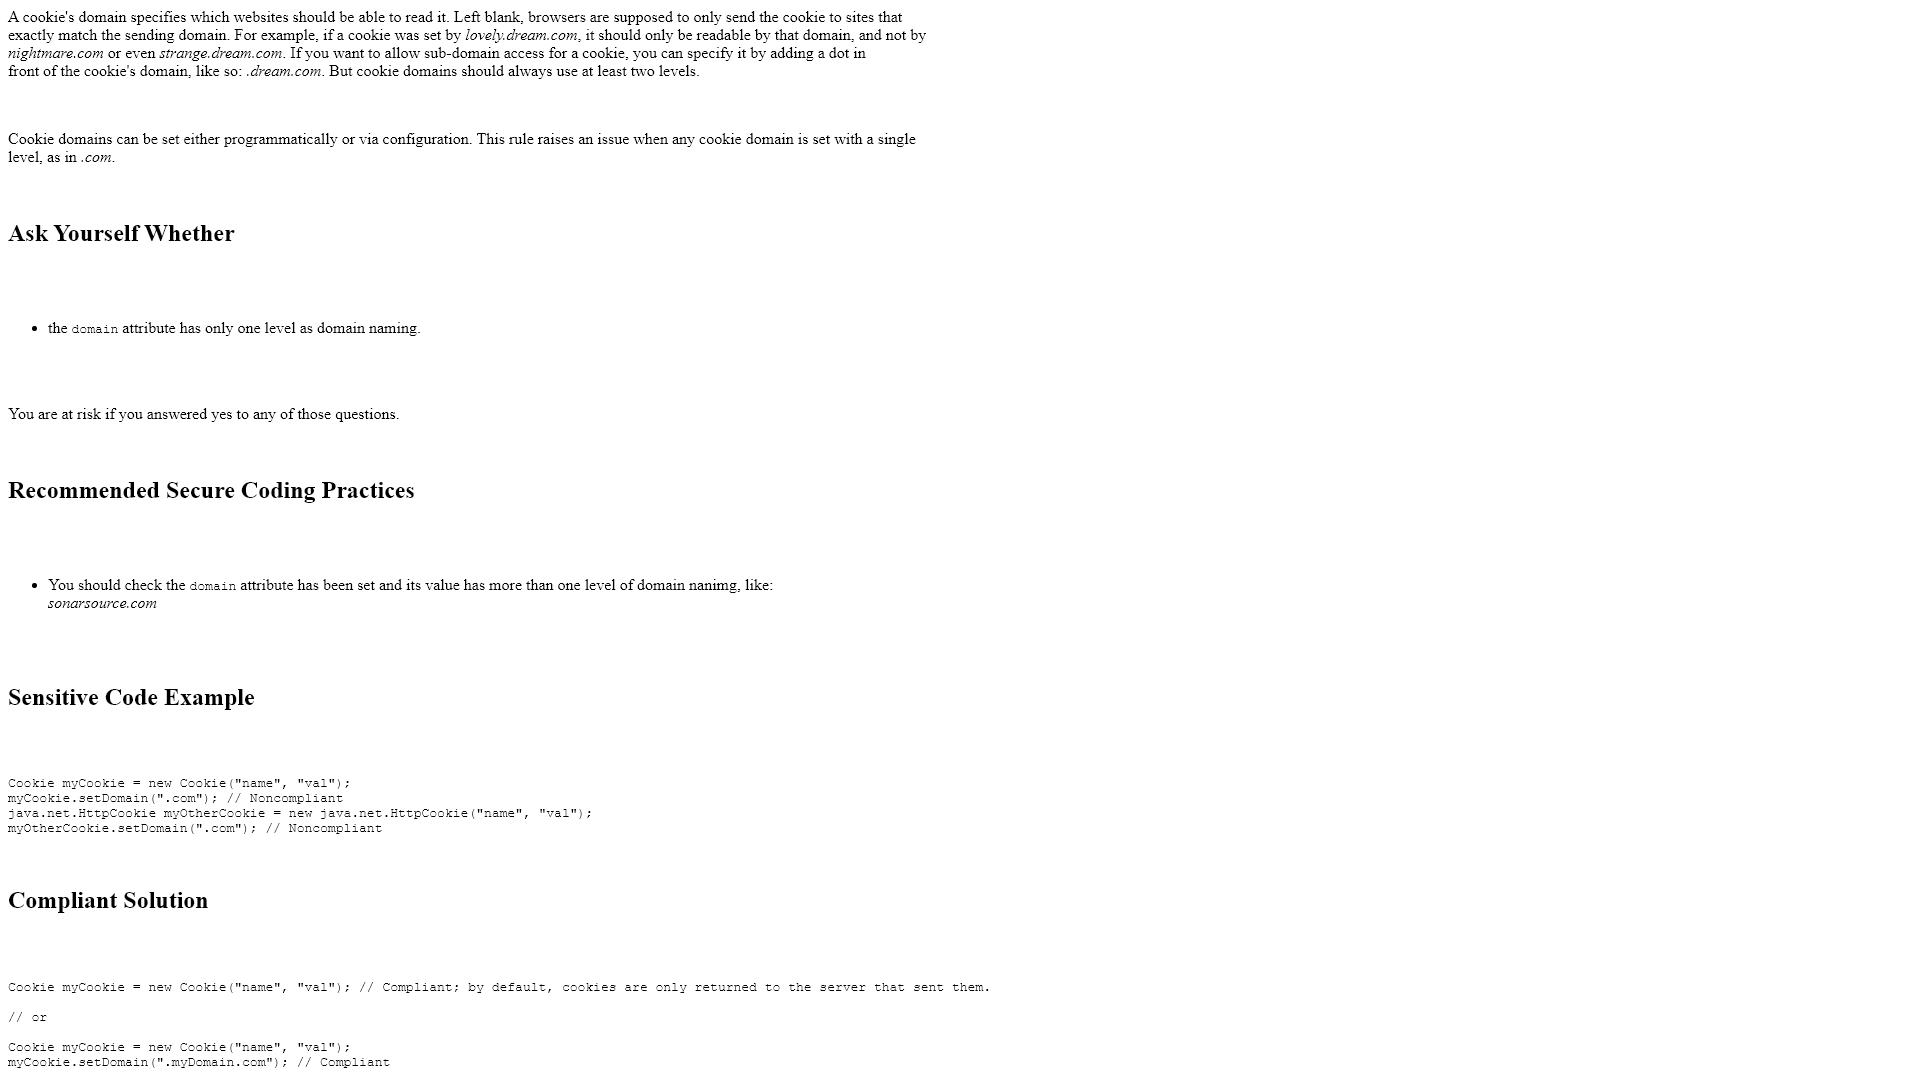 A cookie's domain specifies which websites should be able to read it. Left blank, browsers are supposed to only send the cookie to sites that
exactly match the sending domain. For example, if a cookie was set by lovely.dream.com, it should only be readable by that domain, and not by
nightmare.com or even strange.dream.com. If you want to allow sub-domain access for a cookie, you can specify it by adding a dot in
front of the cookie's domain, like so: .dream.com. But cookie domains should always use at least two levels.
Cookie domains can be set either programmatically or via configuration. This rule raises an issue when any cookie domain is set with a single
level, as in .com.
Ask Yourself Whether
• the domain attribute has only one level as domain naming.
You are at risk if you answered yes to any of those questions.
Recommended Secure Coding Practices
• You should check the domain attribute has been set and its value has more than one level of domain nanimg, like:
sonarsource.com
Sensitive Code Example
Cookie myCookie = new Cookie("name", "val");
myCookie.setDomain(".com"); // Noncompliant
java.net.HttpCookie myOtherCookie = new java.net.HttpCookie("name", "val");
myOtherCookie.setDomain(".com"); // Noncompliant
Compliant Solution
Cookie myCookie = new Cookie("name", "val"); // Compliant; by default, cookies are only returned to the server that sent them.
// or
Cookie myCookie = new Cookie("name", "val");
myCookie.setDomain(".myDomain.com"); // Compliant